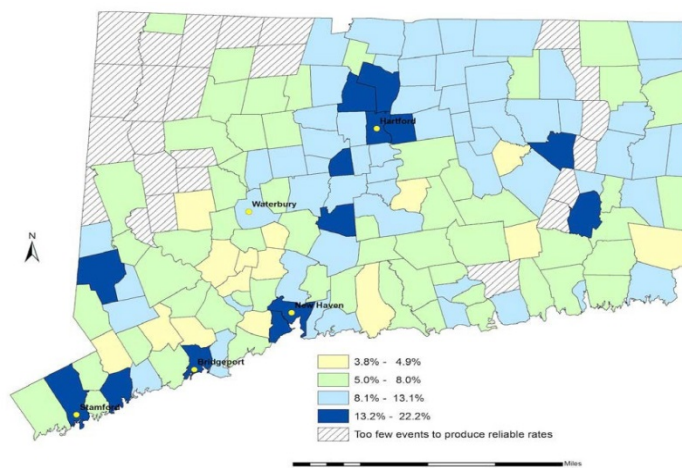 Hartford
Waterbury
N
New Haven
Bridgeport
Stamford
3.8% - 4.9%
5.0% - 8.0%
8.1% - 13.1%
13.2% - 22.2%
Too few events to produce reliable rates
Miles